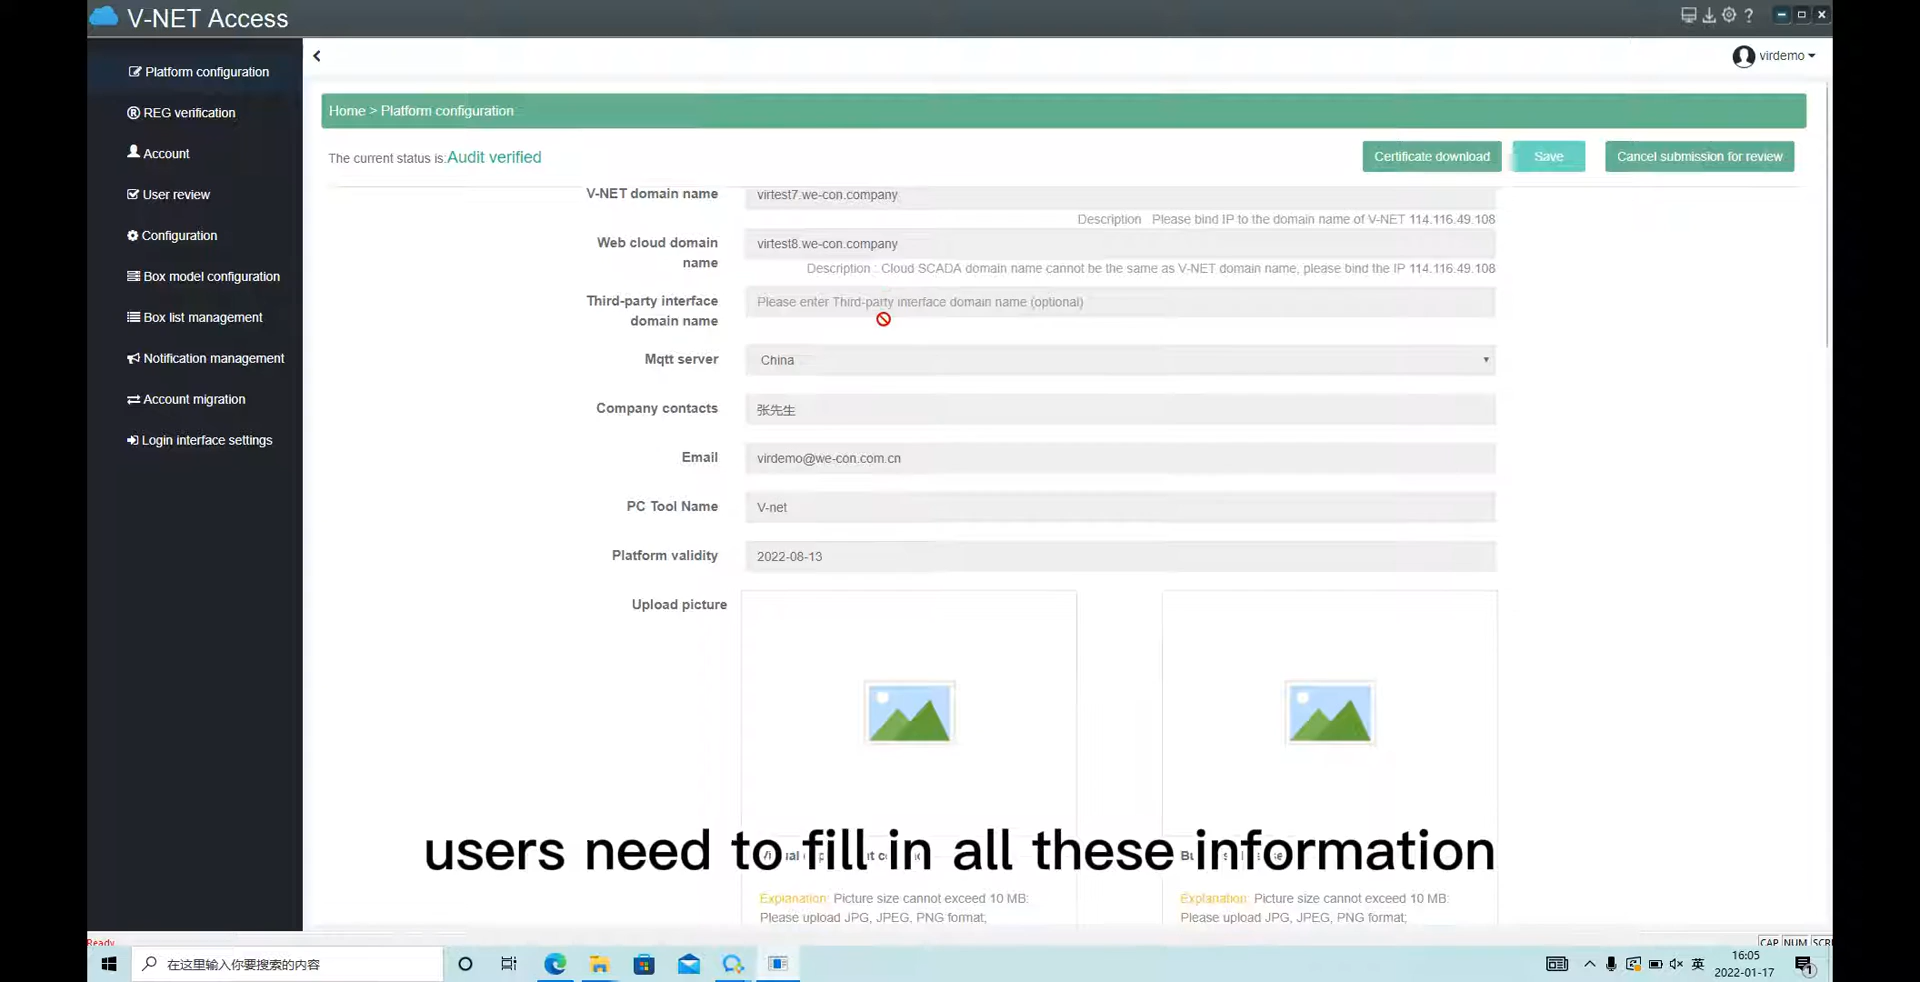 V-NET Access
Platform configuration
virdemo
REG verification
Home > Platform configuration
Account
The current status is:Audit verified
Certificate download
Save
Cancel submission for review
User review
V-NET domain name
virtest7.we-con.company
Description Please bind IP to the domain name of V-NET 114.116.49.108
Configuration
Web cloud domain
name
virtest8.we-con.company
Description : Cloud SCADA domain name cannot be the same as V-NET domain name, please bind the IP 114.116.49.108
Box model configuration
Third-party interface
domain name
Please enter Third-party interface domain name (optional)
Box list management
Notification management
Mqtt server
China
Account migration
Company contacts
张先生
Login interface settings
Email
virdemo@we-con.com.cn
PC Tool Name
V-net
Platform validity
2022-08-13
Upload picture
users need to fill in all these information
Explanation: Picture size cannot exceed 10 MB:
Please upload JPG, JPEG, PNG format;
Explanation: Picture size cannot exceed 10 MB:
Please upload JPG, JPEG, PNG format;
Ready
CAP NUM SCRL
在这里输入你要搜索的内容
英
16:05
2022-01-17
1